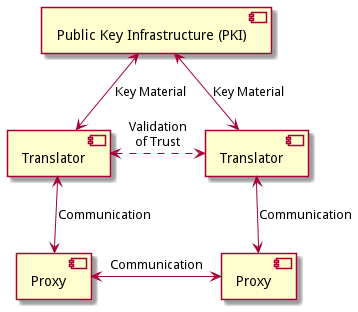 Public Key Infrastructure (PKI)
Key Material
Key Material
Validation
of Trust
Translator
Translator
Communication
Communication
Communication
Proxy
Proxy